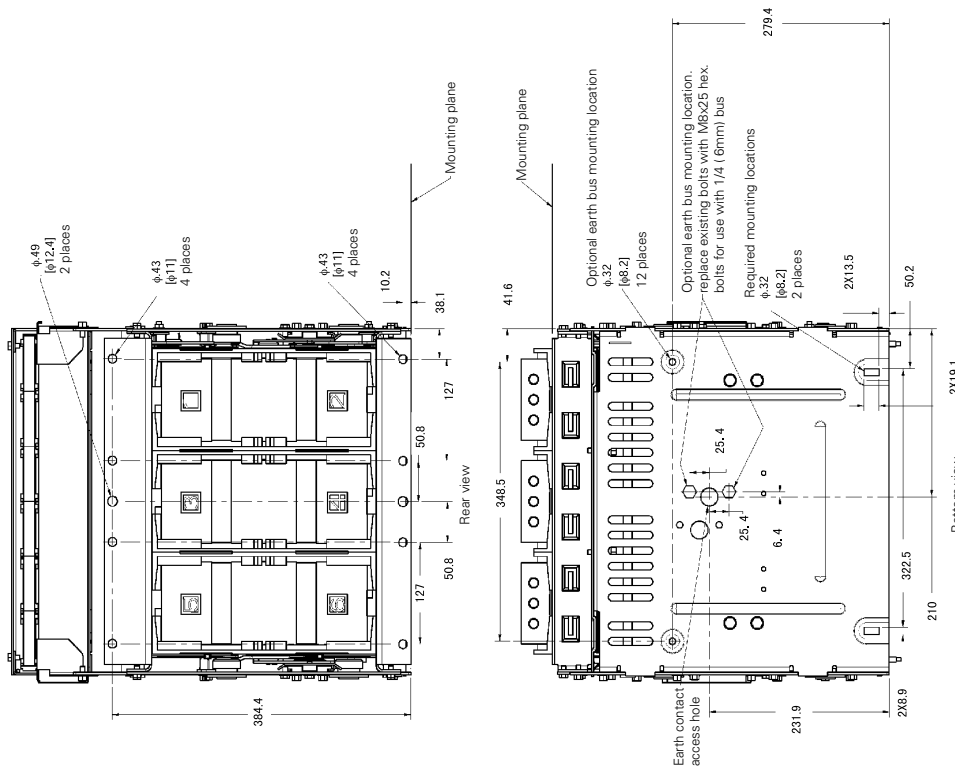 φ.49
[φ12.4]
2 places
φ.43
[φ11]
4 places
φ.43
[φ11]
4 places
10.2
38.1
Mounting plane
127
50.8
50.8
127
Rear view
384.4
Mounting plane
41.6
348.5
Optional earth bus mounting location
φ.32
[φ8.2]
12 places
Optional earth bus mounting location.
replace existing bolts with M8x25 hex.
bolts for use with 1/4 ( 6mm) bus
Required mounting locations
φ.32
[φ8.2]
2 places
279.4
2X13.5
50.2
2X19.1
25.4
25.4
6.4
322.5
210
231.9
2X8.9
Earth contact
access hole
Bottom view